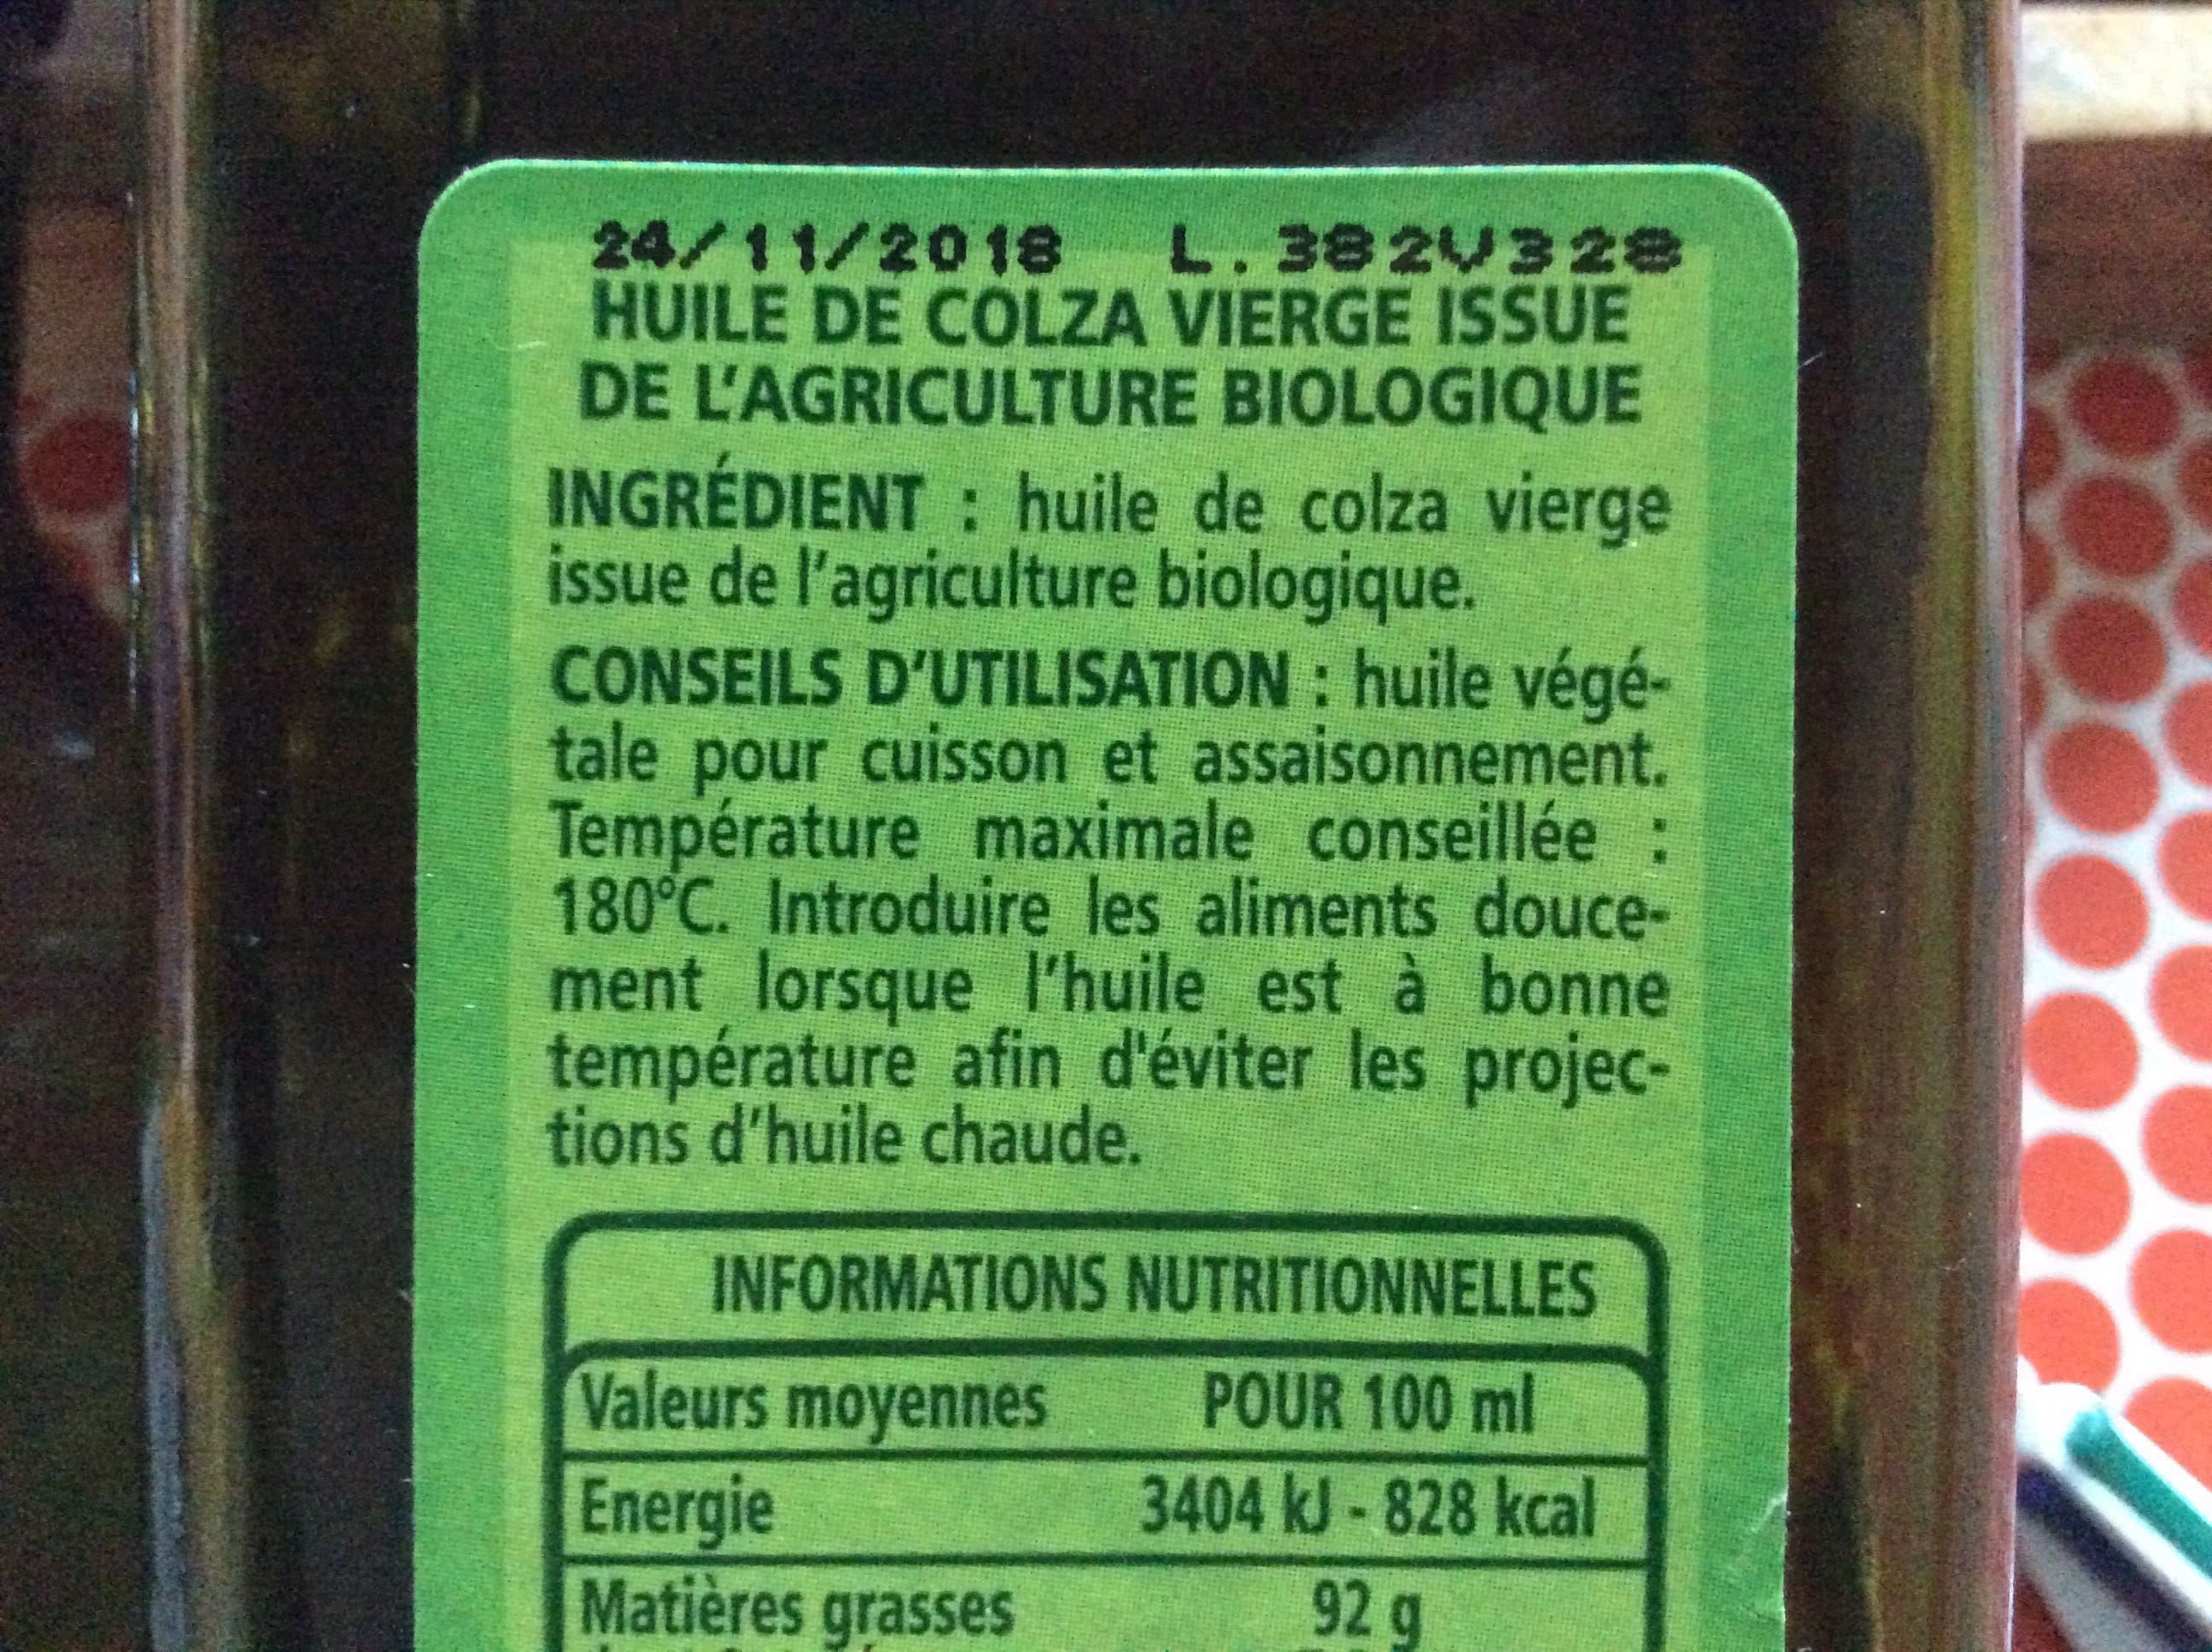 24/11/2018 L.382V328
HUILE DE COLZA VIERGE ISSUE
DE L'AGRICULTURE BIOLOGIQUE
INGRÉDIENT : huile de colza vierge
issue de l'agriculture biologique.
CONSEILS D'UTILISATION : huile végé-
tale pour cuisson et assaisonnement.
Température maximale conseillée :
180°C. Introduire les aliments douce-
ment lorsque l'huile est à bonne
température afin d'éviter les projec-
tions d'huile chaude.
INFORMATIONS NUTRITIONNELLES
Valeurs moyennes POUR 100 ml
Energie 3404 kJ - 828 kcal
Matières grasses 92 g